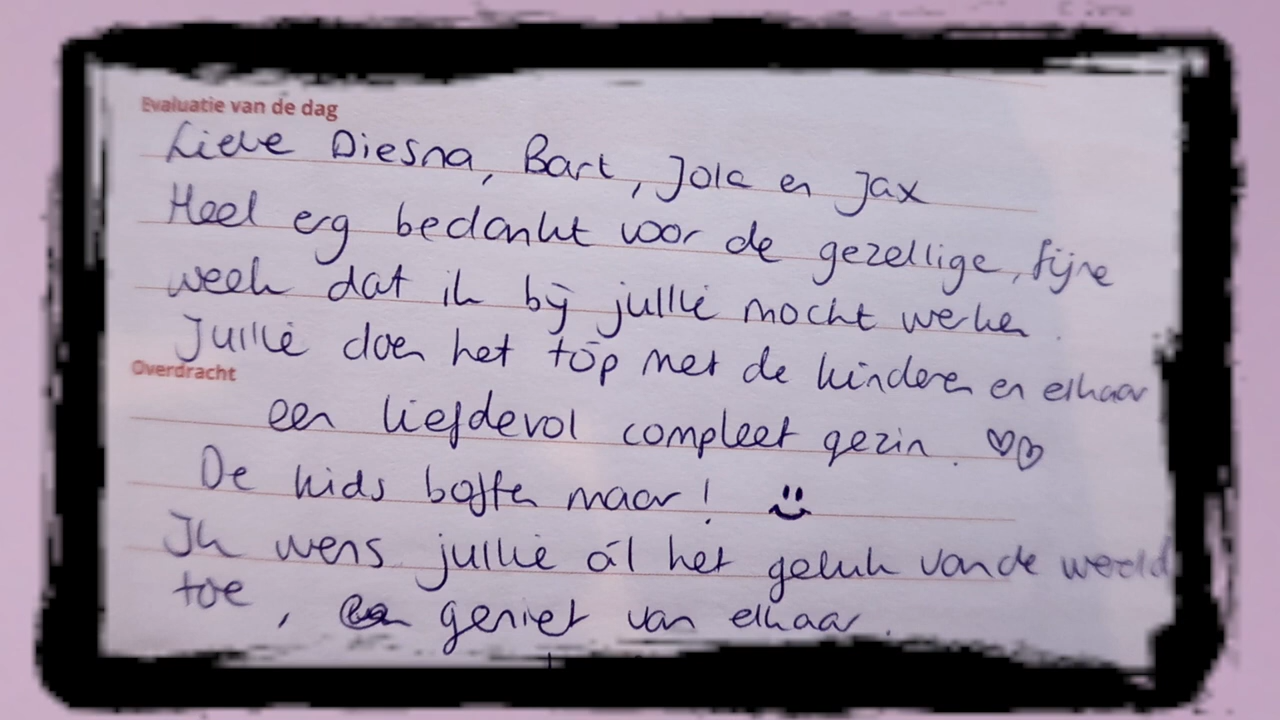 Evaluatie van de dag
Lieve Diesna, Bart, Jola en Jax
Heel erg bedankt voor de gezellige, fijne
week dat ik bij jullie mocht werken.
Jullie doen het tóp met de kinderen en elkaar
Overdracht
een liefdevol compleet gezin. ♡♡
De kids boffen maar! ☺
Ik wens jullie ál het geluk van de wereld
toe, geniet van elkaar.